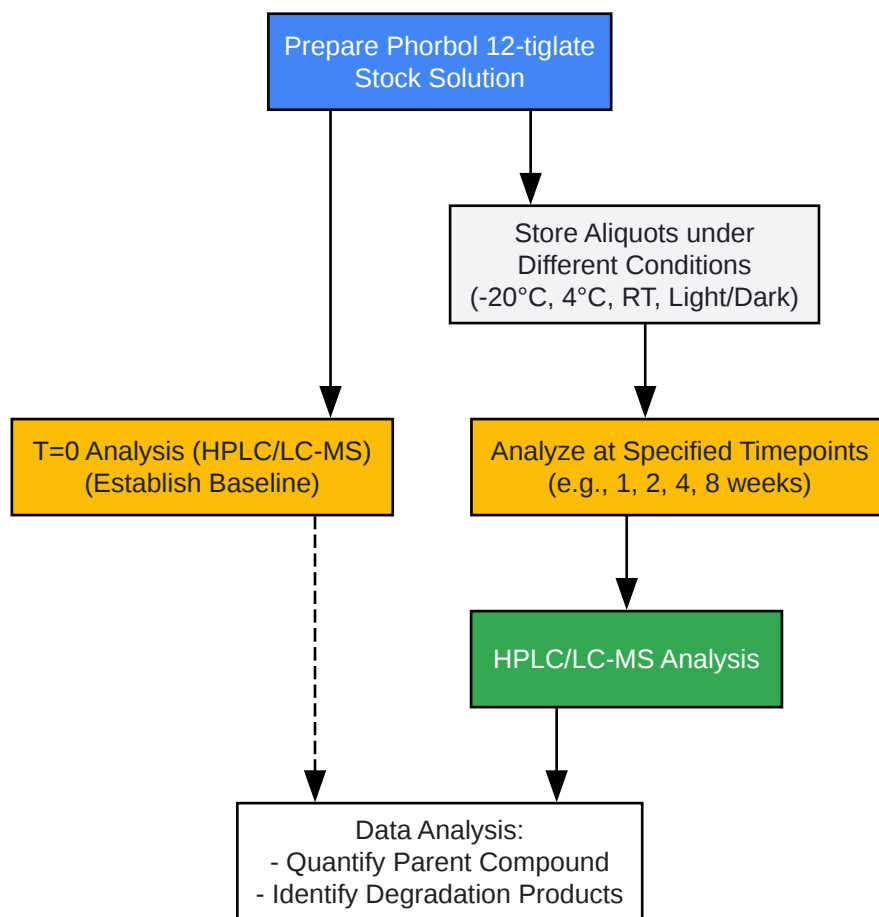 Prepare Phorbol 12-tiglate
Stock Solution
Store Aliquots under
Different Conditions
(-20°C, 4°C, RT, Light/Dark)
T=0 Analysis (HPLC/LC-MS)
(Establish Baseline)
Analyze at Specified Timepoints
(e.g., 1, 2, 4, 8 weeks)
HPLC/LC-MS Analysis
Data Analysis:
- Quantify Parent Compound
- Identify Degradation Products